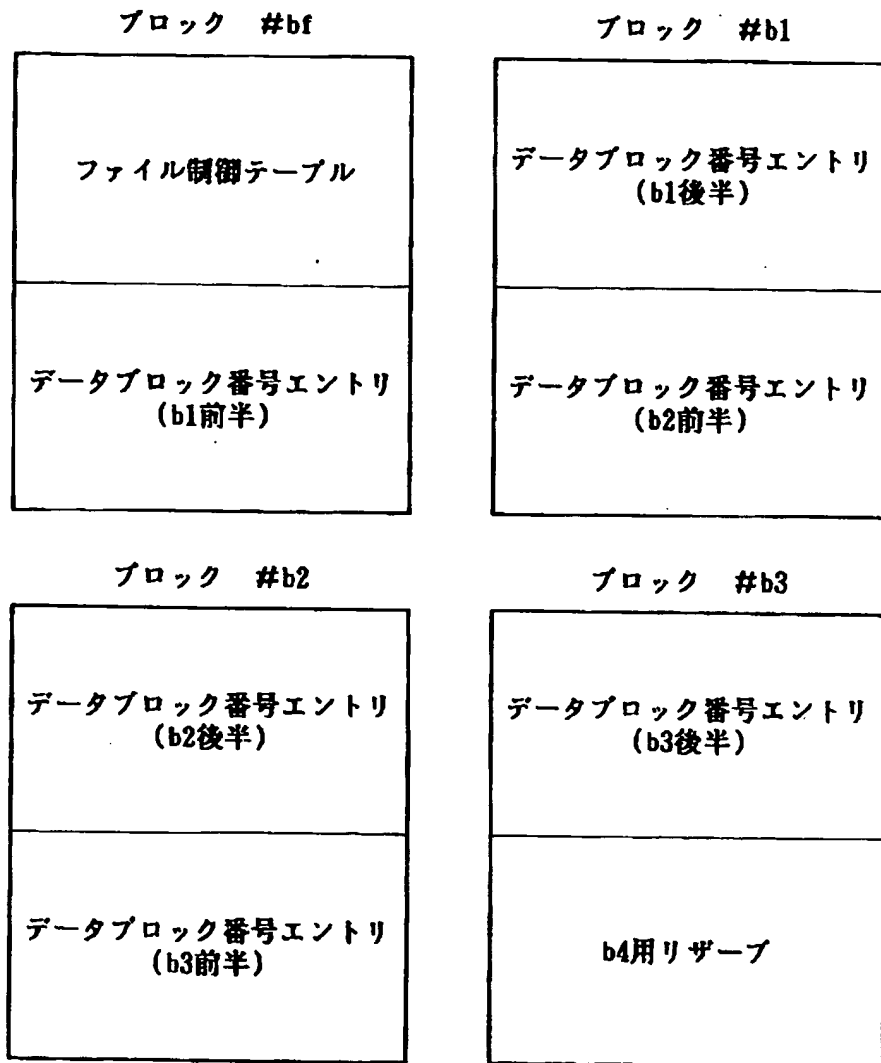 ブロック #bf
ファイル制御テーブル
データブロック番号エントリ
(b1前半)
ブロック #b1
データブロック番号エントリ
(b1後半)
データブロック番号エントリ
(b2前半)
ブロック #b2
データブロック番号エントリ
(b2後半)
データブロック番号エントリ
(b3前半)
ブロック #b3
データブロック番号エントリ
(b3後半)
b4用リザーブ